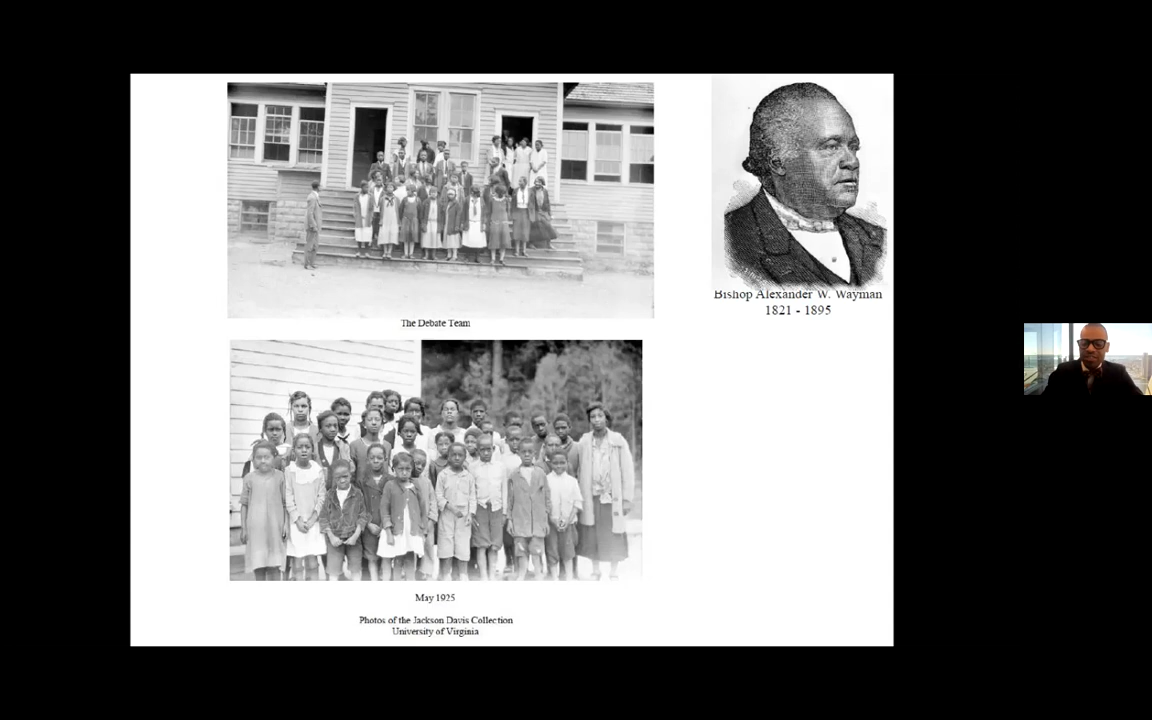 The Debate Team
Bishop Alexander W. Wayman
1821 - 1895
May 1925
Photos of the Jackson Davis Collection
University of Virginia